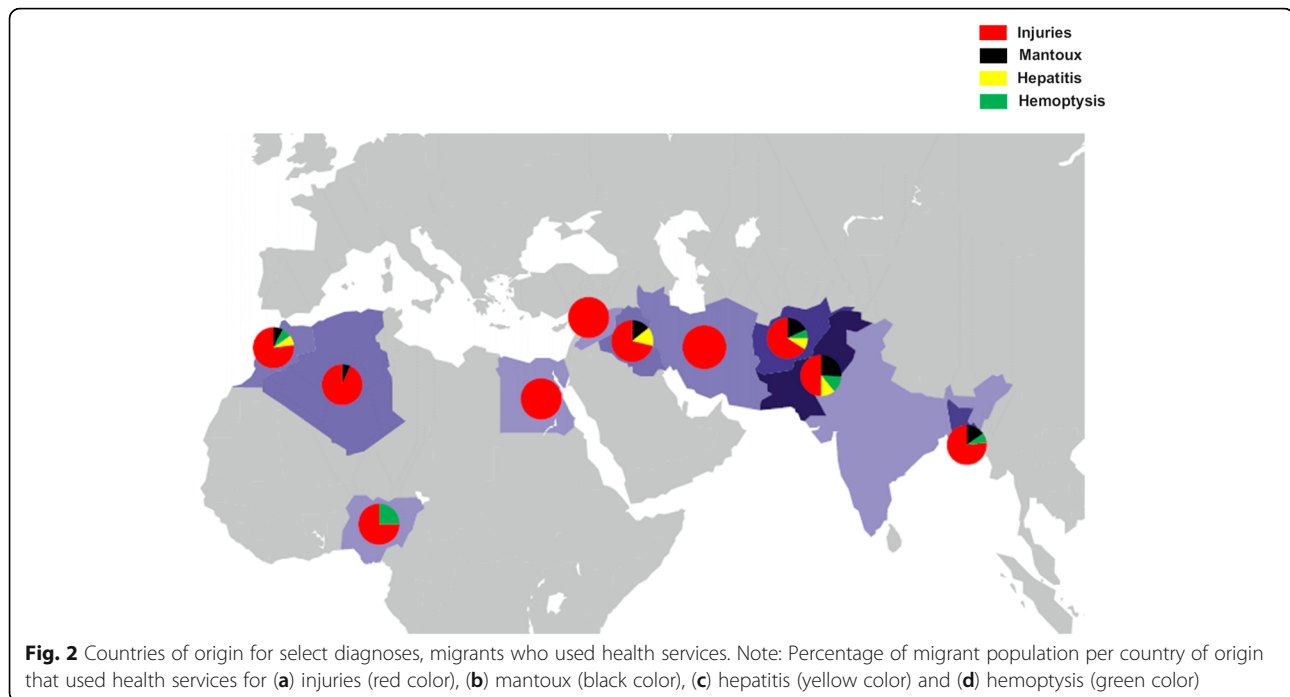 Injuries
Mantoux
Hepatitis
Hemoptysis
Fig. 2 Countries of origin for select diagnoses, migrants who used health services. Note: Percentage of migrant population per country of origin
that used health services for (a) injuries (red color), (b) mantoux (black color), (c) hepatitis (yellow color) and (d) hemoptysis (green color)